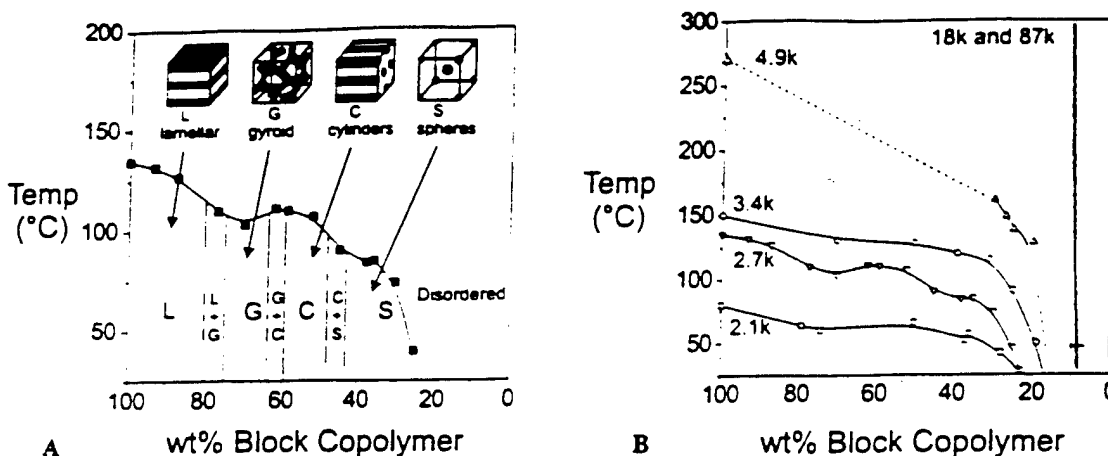 200
150
100
50
Temp
(°C)
L
lamellar
G
gyroid
C
cylinders
S
spheres
L
L
+
G
G
G
+
C
C
C
+
S
S
Disordered
100 80 60 40 20 0
wt% Block Copolymer
A
300
250
200
150
100
50
Temp
(°C)
18k and 87k
4.9k
3.4k
2.7k
2.1k
100 80 60 40 20 0
wt% Block Copolymer
B